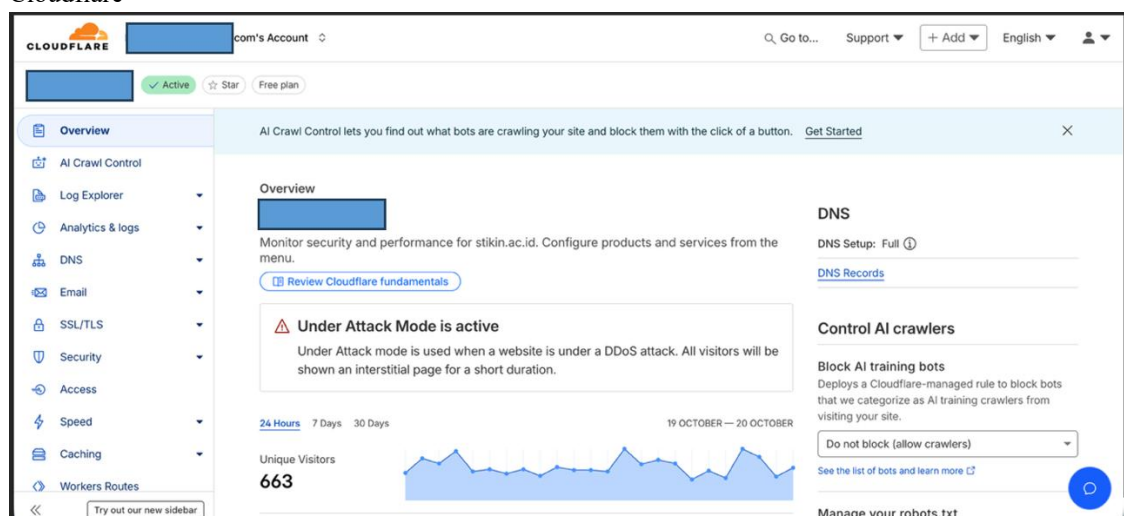 Cloudflare
CLOUDFLARE
com's Account
Go to...
Support
+ Add
English
Active
Star
Free plan
Overview
AI Crawl Control
Log Explorer
Analytics & logs
DNS
Email
SSL/TLS
Security
Access
Speed
Caching
Workers Routes
Try out our new sidebar
AI Crawl Control lets you find out what bots are crawling your site and block them with the click of a button. Get Started
Overview
Monitor security and performance for stikin.ac.id. Configure products and services from the
menu.
Review Cloudflare fundamentals
Under Attack Mode is active
Under Attack mode is used when a website is under a DDoS attack. All visitors will be
shown an interstitial page for a short duration.
24 Hours 7 Days 30 Days
19 OCTOBER — 20 OCTOBER
Unique Visitors
663
DNS
DNS Setup: Full
DNS Records
Control AI crawlers
Block AI training bots
Deploys a Cloudflare-managed rule to block bots
that we categorize as AI training crawlers from
visiting your site.
Do not block (allow crawlers)
See the list of bots and learn more
Manage your robots.txt